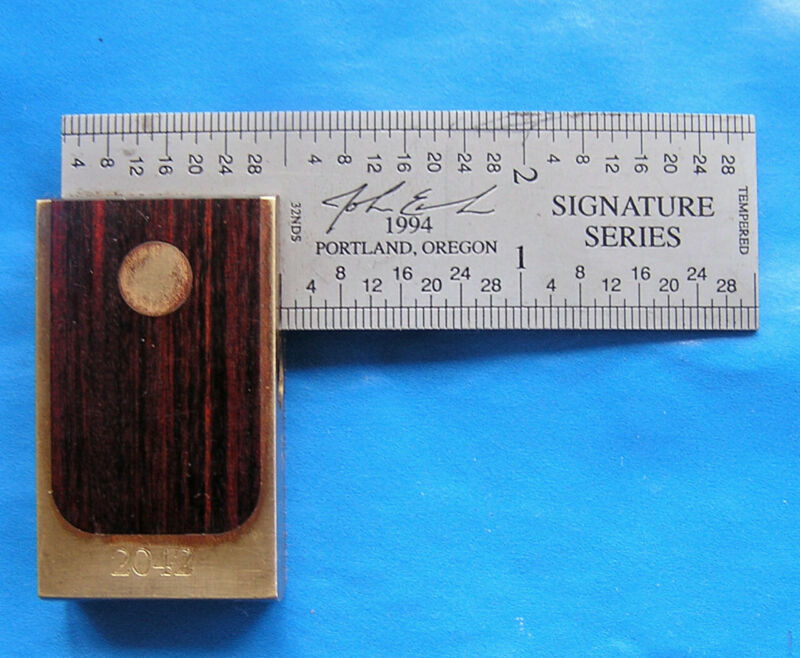 4 8 12 16 20 24 28 4 8 12 16 20 24 28 2 4 8 12 16 20 24 28
32NDS
John Economaki
1994
PORTLAND, OREGON
SIGNATURE
SERIES
TEMPERED
4 8 12 16 20 24 28 1 4 8 12 16 20 24 28
2042